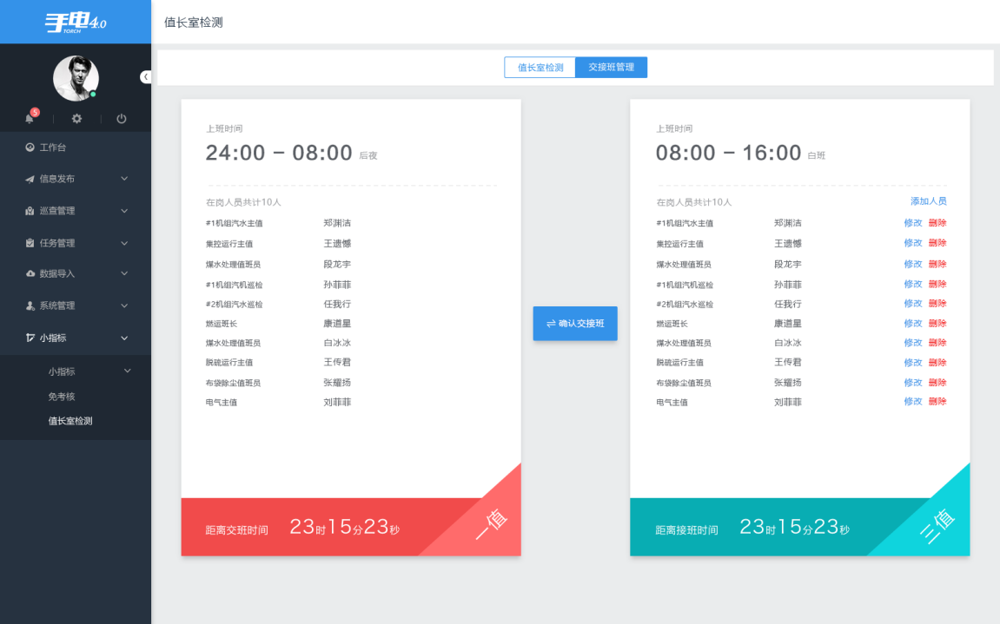 手电4.0
TORCH
值长室检测
5
工作台
信息发布
巡查管理
任务管理
数据导入
系统管理
小指标
小指标
免考核
值长室检测
值长室检测 交接班管理
上班时间
24:00 – 08:00 后夜
在岗人员共计10人
#1机组汽水主值 郑渊洁
集控运行主值 王遗憾
煤水处理值班员 段龙宇
#1机组汽机巡检 孙菲菲
#2机组汽水巡检 任我行
燃运班长 康道星
煤水处理值班员 白冰冰
脱硫运行主值 王传君
布袋除尘值班员 张耀扬
电气主值 刘菲菲
距离交班时间 23时15分23秒
一值
⇌ 确认交接班
上班时间
08:00 – 16:00 白班
在岗人员共计10人 添加人员
#1机组汽水主值 郑渊洁 修改 删除
集控运行主值 王遗憾 修改 删除
煤水处理值班员 段龙宇 修改 删除
#1机组汽机巡检 孙菲菲 修改 删除
#2机组汽水巡检 任我行 修改 删除
燃运班长 康道星 修改 删除
煤水处理值班员 白冰冰 修改 删除
脱硫运行主值 王传君 修改 删除
布袋除尘值班员 张耀扬 修改 删除
电气主值 刘菲菲 修改 删除
距离接班时间 23时15分23秒
三值